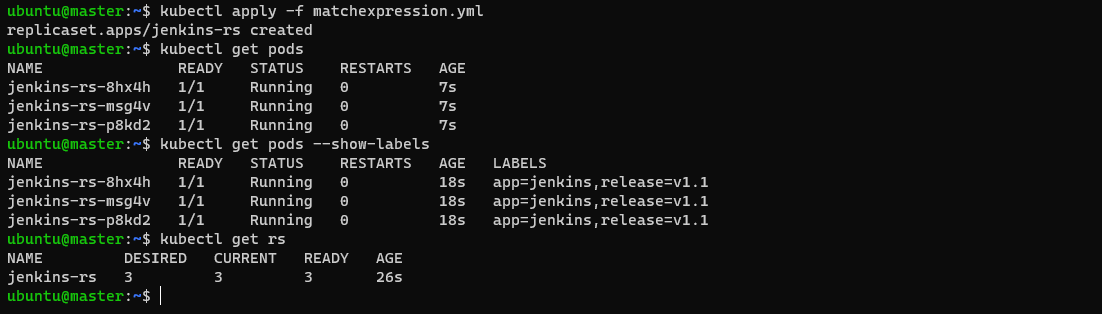 ubuntu@master:~$ kubectl apply -f matchexpression.yml
replicaset.apps/jenkins-rs created
ubuntu@master:~$ kubectl get pods
NAME               READY   STATUS    RESTARTS   AGE
jenkins-rs-8hx4h   1/1     Running   0          7s
jenkins-rs-msg4v   1/1     Running   0          7s
jenkins-rs-p8kd2   1/1     Running   0          7s
ubuntu@master:~$ kubectl get pods --show-labels
NAME               READY   STATUS    RESTARTS   AGE   LABELS
jenkins-rs-8hx4h   1/1     Running   0          18s   app=jenkins,release=v1.1
jenkins-rs-msg4v   1/1     Running   0          18s   app=jenkins,release=v1.1
jenkins-rs-p8kd2   1/1     Running   0          18s   app=jenkins,release=v1.1
ubuntu@master:~$ kubectl get rs
NAME         DESIRED   CURRENT   READY   AGE
jenkins-rs   3         3         3       26s
ubuntu@master:~$